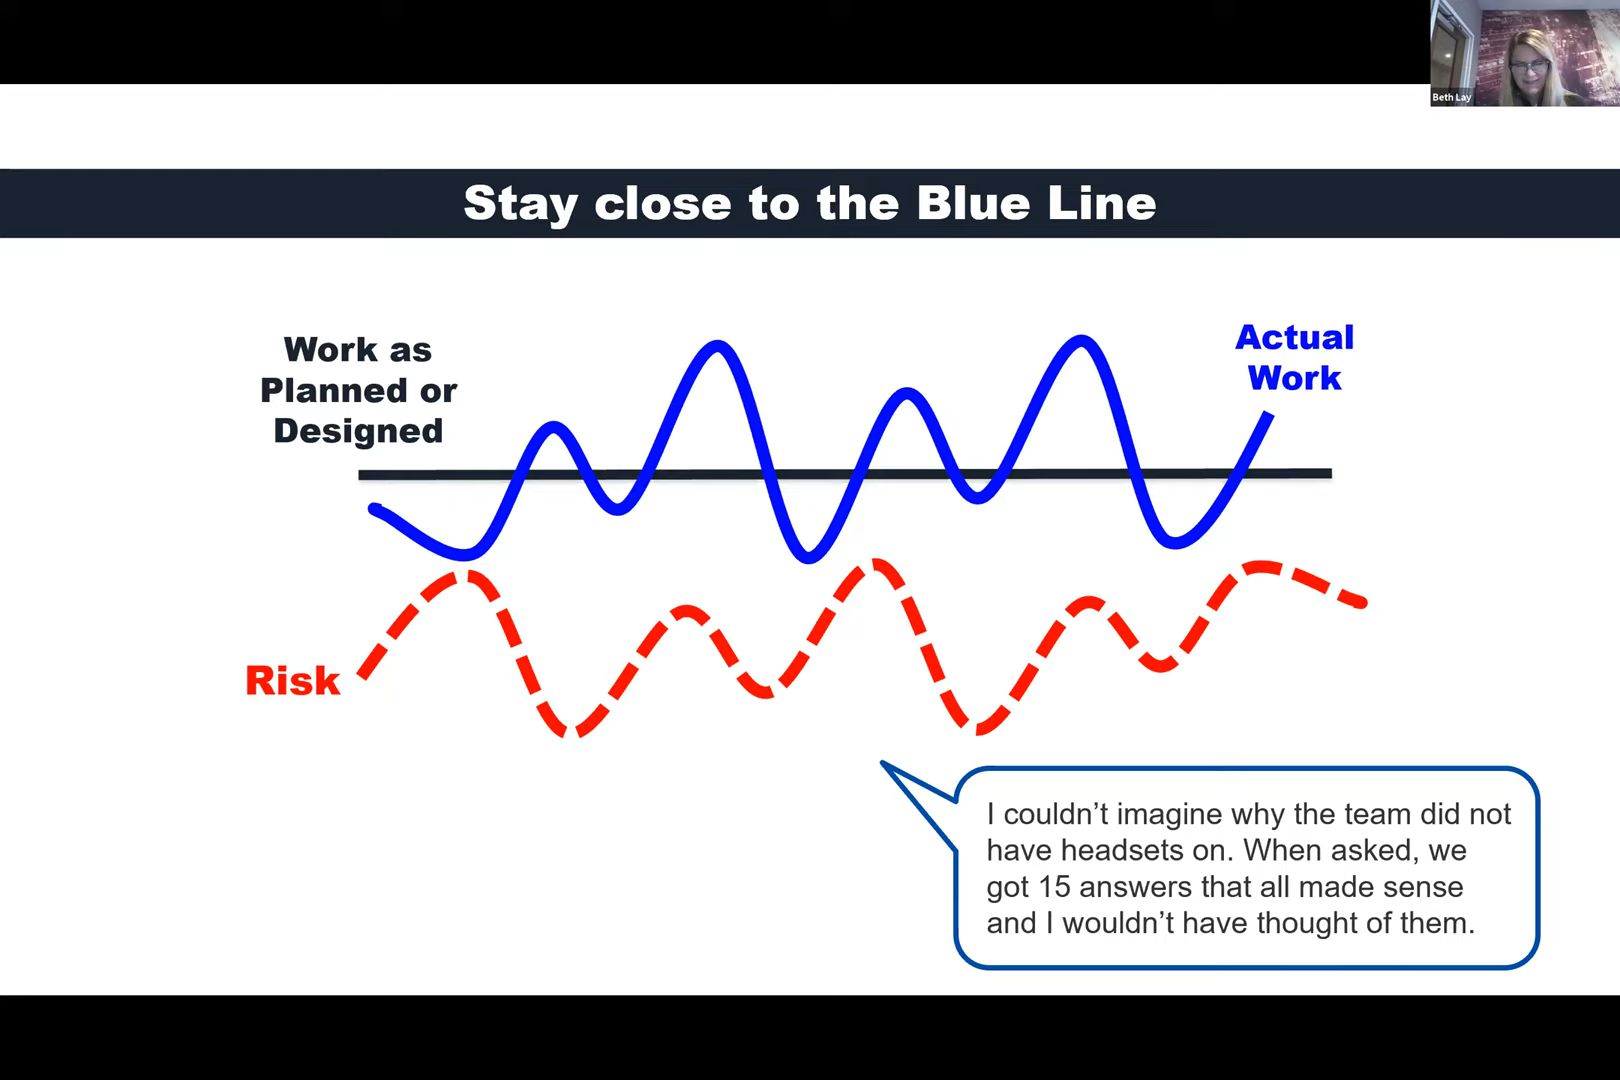 Beth Lay
Stay close to the Blue Line
Work as
Planned or
Designed
Actual
Work
Risk
I couldn’t imagine why the team did not
have headsets on. When asked, we
got 15 answers that all made sense
and I wouldn’t have thought of them.